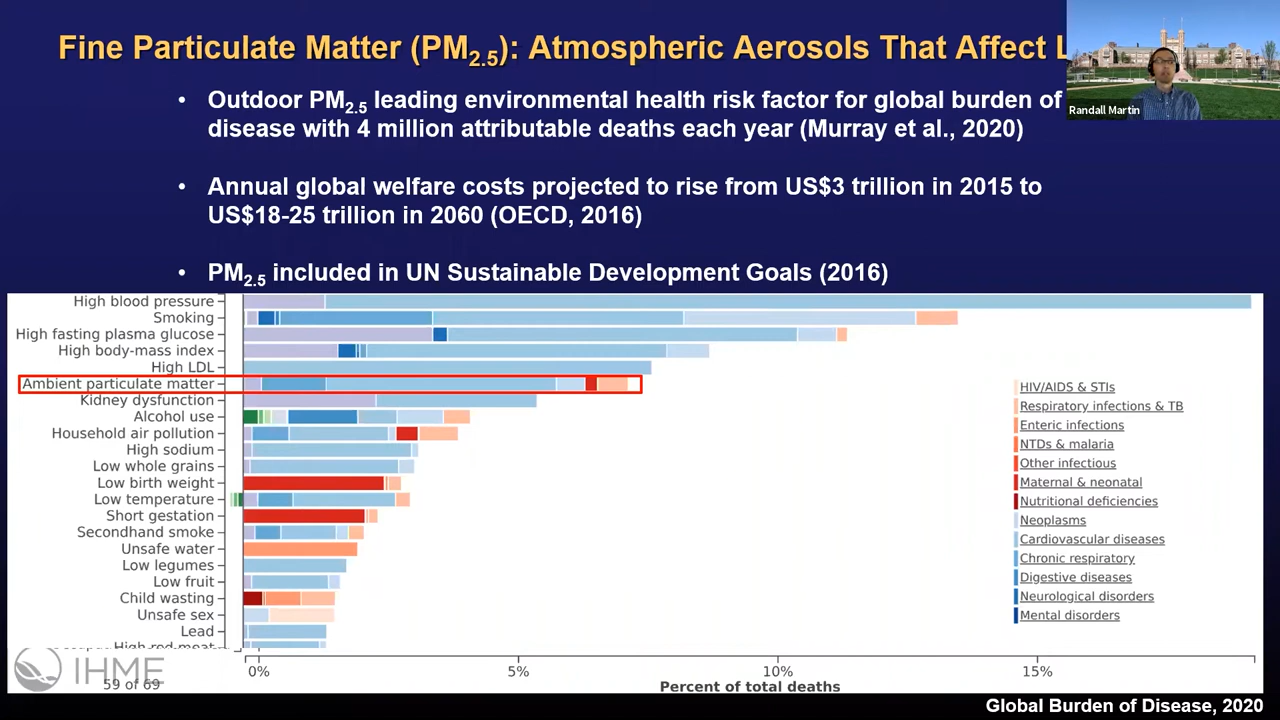 Fine Particulate Matter (PM2.5): Atmospheric Aerosols That Affect
Randall Martin
• Outdoor PM2.5 leading environmental health risk factor for global burden of
disease with 4 million attributable deaths each year (Murray et al., 2020)
• Annual global welfare costs projected to rise from US$3 trillion in 2015 to
US$18-25 trillion in 2060 (OECD, 2016)
• PM2.5 included in UN Sustainable Development Goals (2016)
High blood pressure
Smoking
High fasting plasma glucose
High body-mass index
High LDL
Ambient particulate matter
Kidney dysfunction
Alcohol use
Household air pollution
High sodium
Low whole grains
Low birth weight
Low temperature
Short gestation
Secondhand smoke
Unsafe water
Low legumes
Low fruit
Child wasting
Unsafe sex
Lead
High red meat
HIV/AIDS & STIs
Respiratory infections & TB
Enteric infections
NTDs & malaria
Other infectious
Maternal & neonatal
Nutritional deficiencies
Neoplasms
Cardiovascular diseases
Chronic respiratory
Digestive diseases
Neurological disorders
Mental disorders
IHME
59 of 69
0% 5% 10% 15%
Percent of total deaths
Global Burden of Disease, 2020